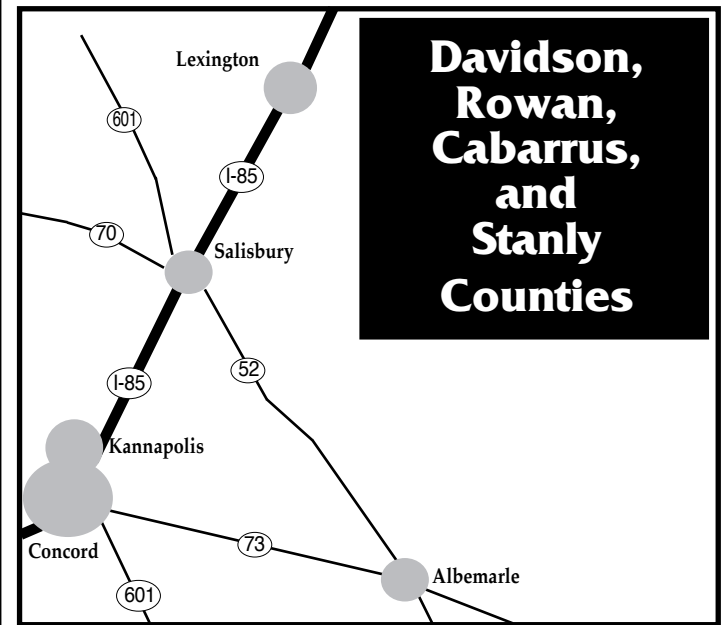 Davidson,
Rowan,
Cabarrus,
and
Stanly
Counties
Lexington
601
I-85
70
Salisbury
52
I-85
Kannapolis
Concord
73
Albemarle
601